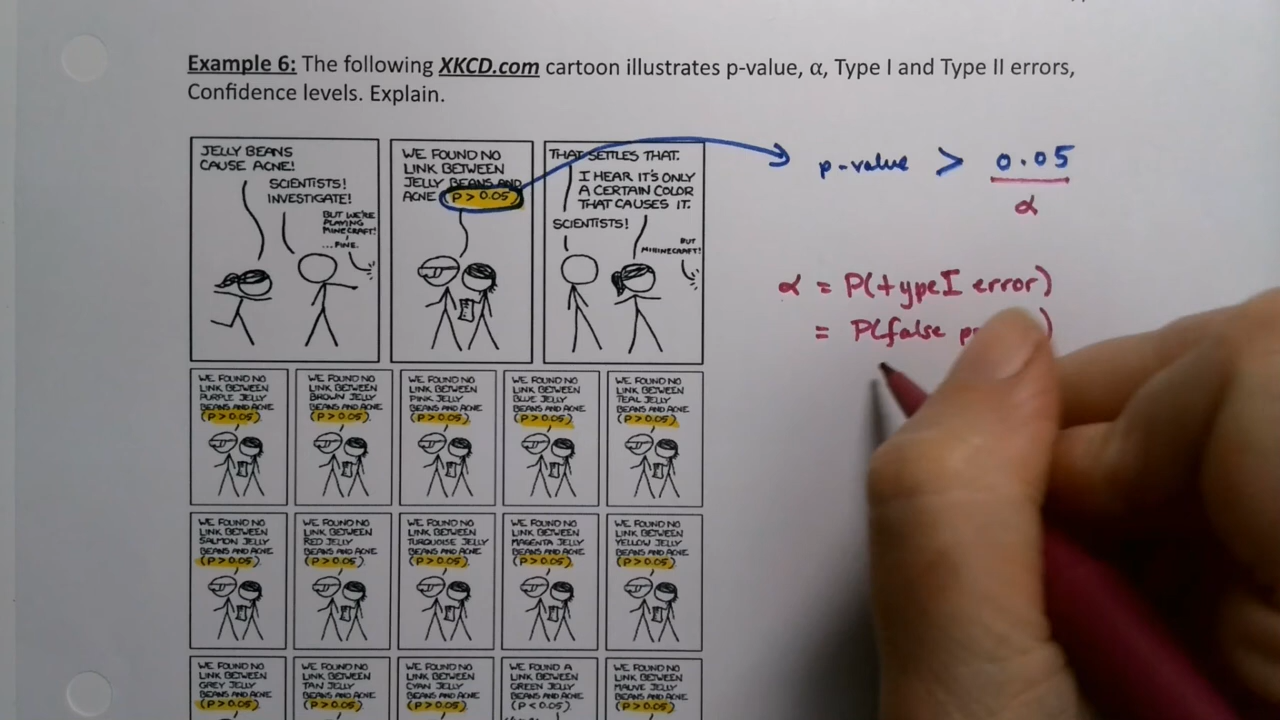 Example 6: The following XKCD.com cartoon illustrates p-value, α, Type I and Type II errors,
Confidence levels. Explain.
JELLY BEANS
CAUSE ACNE!
SCIENTISTS!
INVESTIGATE!
BUT WE'RE
PLAYING
MINECRAFT!
...FINE.
WE FOUND NO
LINK BETWEEN
JELLY BEANS AND
ACNE (P > 0.05)
THAT SETTLES THAT.
I HEAR IT'S ONLY
A CERTAIN COLOR
THAT CAUSES IT.
SCIENTISTS!
BUT
MIIINECRAFT!
p-value > 0.05
α
α = P(type I error)
= P(false
WE FOUND NO
LINK BETWEEN
PURPLE JELLY
BEANS AND ACNE
(P > 0.05)
WE FOUND NO
LINK BETWEEN
BROWN JELLY
BEANS AND ACNE
(P > 0.05)
WE FOUND NO
LINK BETWEEN
PINK JELLY
BEANS AND ACNE
(P > 0.05)
WE FOUND NO
LINK BETWEEN
BLUE JELLY
BEANS AND ACNE
(P > 0.05)
WE FOUND NO
LINK BETWEEN
TEAL JELLY
BEANS AND ACNE
(P > 0.05)
WE FOUND NO
LINK BETWEEN
SALMON JELLY
BEANS AND ACNE
(P > 0.05)
WE FOUND NO
LINK BETWEEN
RED JELLY
BEANS AND ACNE
(P > 0.05)
WE FOUND NO
LINK BETWEEN
TURQUOISE JELLY
BEANS AND ACNE
(P > 0.05)
WE FOUND NO
LINK BETWEEN
MAGENTA JELLY
BEANS AND ACNE
(P > 0.05)
WE FOUND NO
LINK BETWEEN
YELLOW JELLY
BEANS AND ACNE
(P > 0.05)
WE FOUND NO
LINK BETWEEN
GREY JELLY
BEANS AND ACNE
(P > 0.05)
WE FOUND NO
LINK BETWEEN
TAN JELLY
BEANS AND ACNE
(P > 0.05)
WE FOUND NO
LINK BETWEEN
CYAN JELLY
BEANS AND ACNE
(P > 0.05)
WE FOUND A
LINK BETWEEN
GREEN JELLY
BEANS AND ACNE
(P < 0.05)
WE FOUND NO
LINK BETWEEN
MAUVE JELLY
BEANS AND ACNE
(P > 0.05)